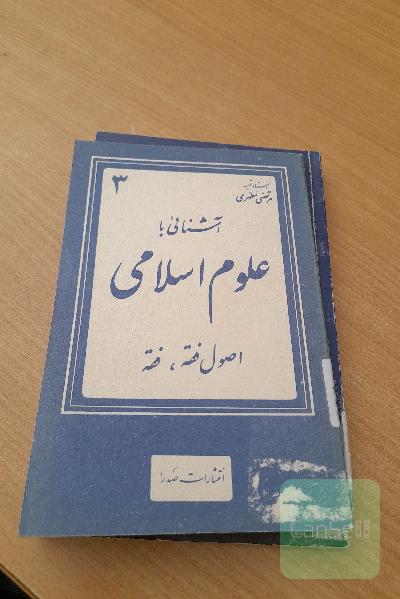 ۳
استاد شهید
مرتضی مطهری
آشنائی با
علوم اسلامی
اصول فقه ، فقه
انتشارات صدرا